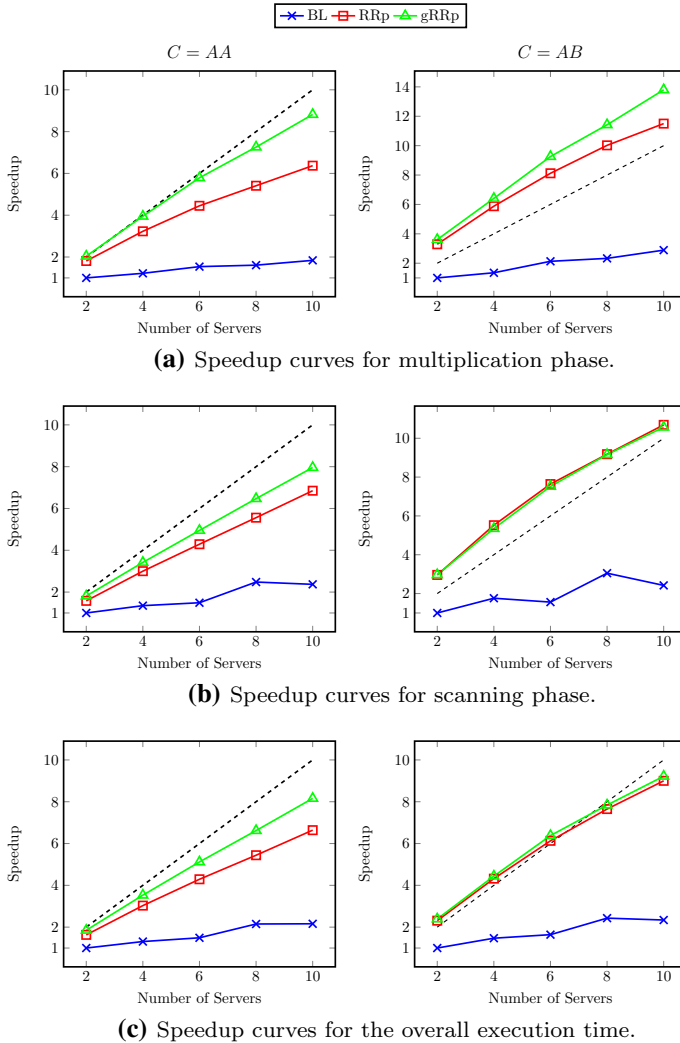 BL RRp gRRp
C = AA
C = AB
10
8
6
4
2
1
Speedup
2 4 6 8 10
Number of Servers
14
12
10
8
6
4
2
1
Speedup
2 4 6 8 10
Number of Servers
(a) Speedup curves for multiplication phase.
10
8
6
4
2
1
Speedup
2 4 6 8 10
Number of Servers
10
8
6
4
2
1
Speedup
2 4 6 8 10
Number of Servers
(b) Speedup curves for scanning phase.
10
8
6
4
2
1
Speedup
2 4 6 8 10
Number of Servers
10
8
6
4
2
1
Speedup
2 4 6 8 10
Number of Servers
(c) Speedup curves for the overall execution time.